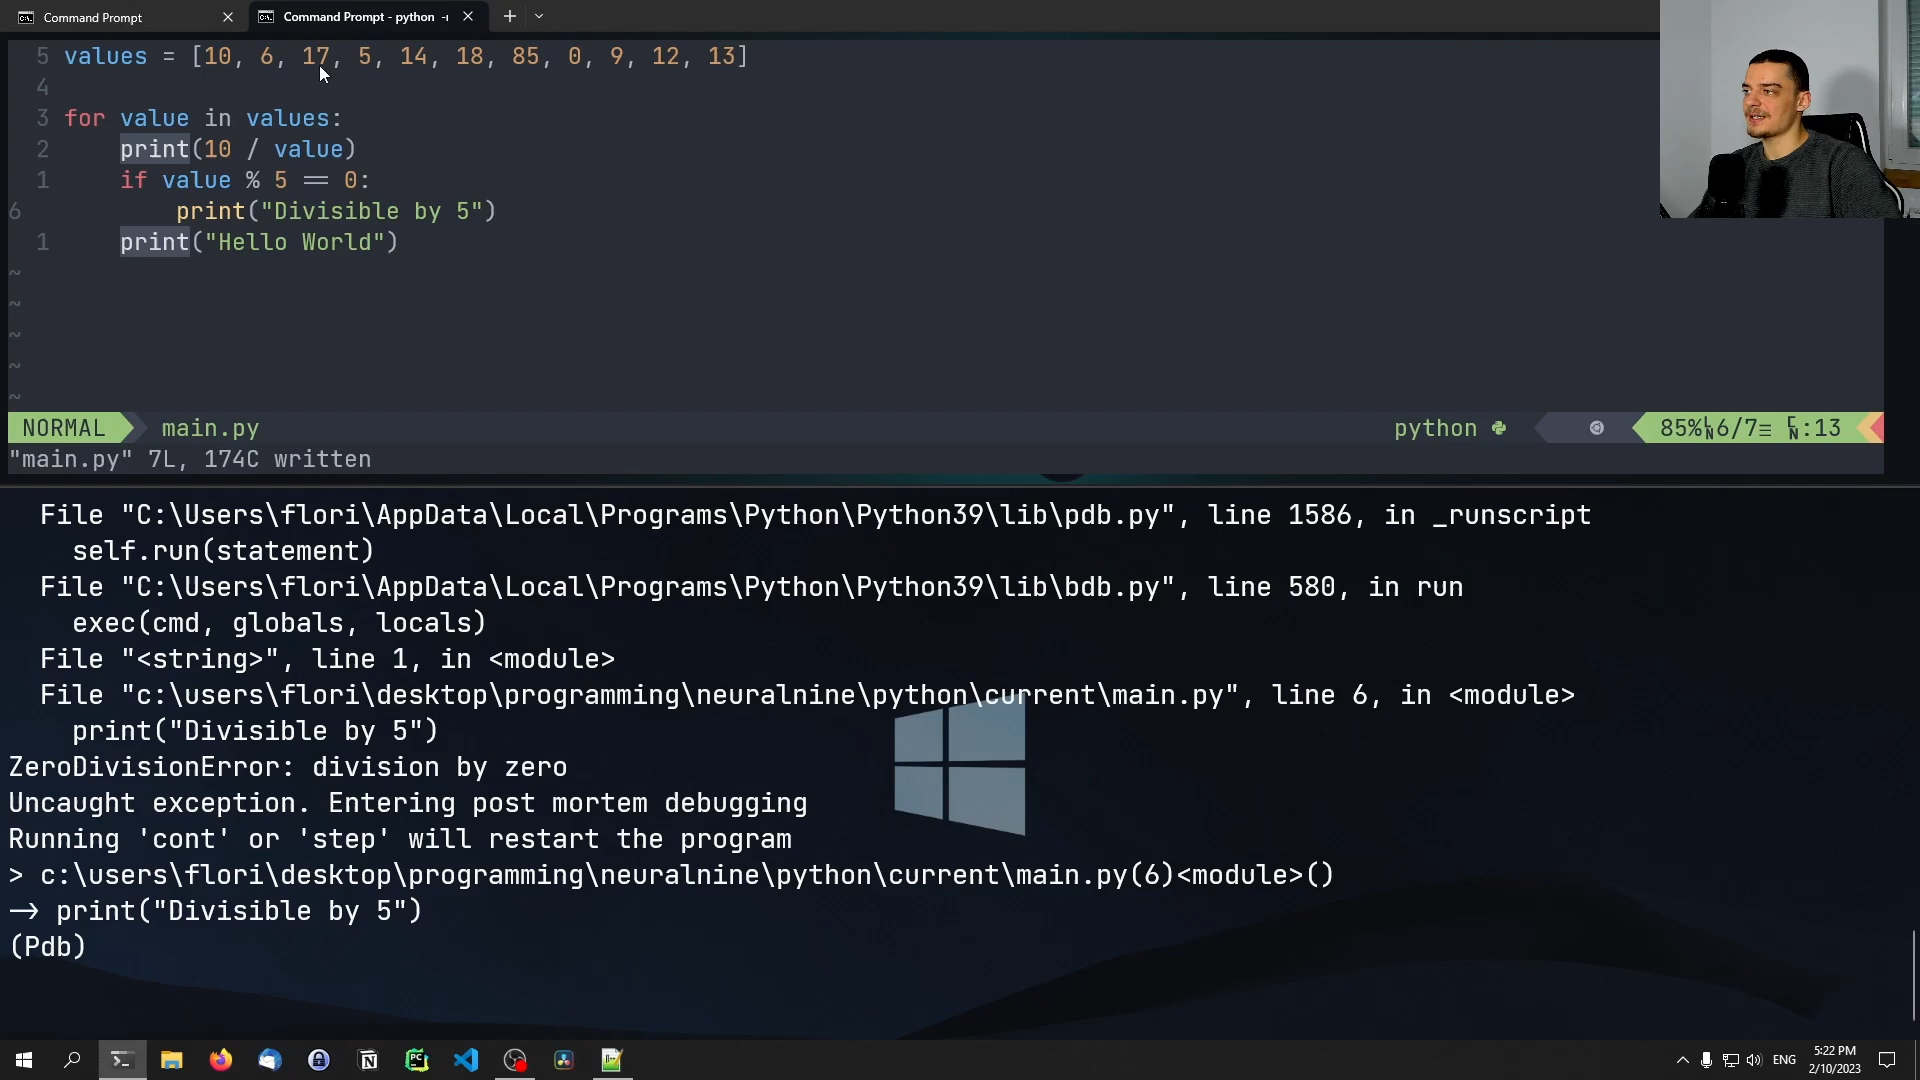 Command Prompt
Command Prompt - python -
5 values = [10, 6, 17, 5, 14, 18, 85, 0, 9, 12, 13]
4
3 for value in values:
2 print(10 / value)
1 if value % 5 == 0:
6 print("Divisible by 5")
1 print("Hello World")
~
~
~
~
~
NORMAL main.py python 85% LN 6/7≡ CN:13
"main.py" 7L, 174C written
File "C:\Users\flori\AppData\Local\Programs\Python\Python39\lib\pdb.py", line 1586, in _runscript
self.run(statement)
File "C:\Users\flori\AppData\Local\Programs\Python\Python39\lib\bdb.py", line 580, in run
exec(cmd, globals, locals)
File "<string>", line 1, in <module>
File "c:\users\flori\desktop\programming\neuralnine\python\current\main.py", line 6, in <module>
print("Divisible by 5")
ZeroDivisionError: division by zero
Uncaught exception. Entering post mortem debugging
Running 'cont' or 'step' will restart the program
> c:\users\flori\desktop\programming\neuralnine\python\current\main.py(6)<module>()
-> print("Divisible by 5")
(Pdb)
ENG
5:22 PM
2/10/2023